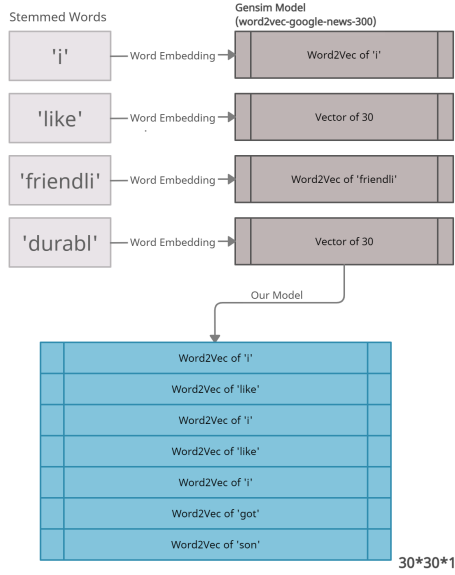 Stemmed Words
Gensim Model
(word2vec-google-news-300)
'i'
Word Embedding
Word2Vec of 'i'
'like'
Word Embedding
Vector of 30
'friendli'
Word Embedding
Word2Vec of 'friendli'
'durabl'
Word Embedding
Vector of 30
Our Model
Word2Vec of 'i'
Word2Vec of 'like'
Word2Vec of 'i'
Word2Vec of 'like'
Word2Vec of 'i'
Word2Vec of 'got'
Word2Vec of 'son'
30*30*1